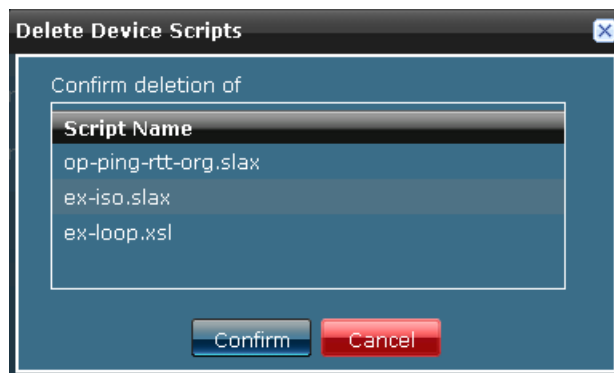 Delete Device Scripts
Confirm deletion of
Script Name
op-ping-rtt-org.slax
ex-iso.slax
ex-loop.xsl
Confirm
Cancel